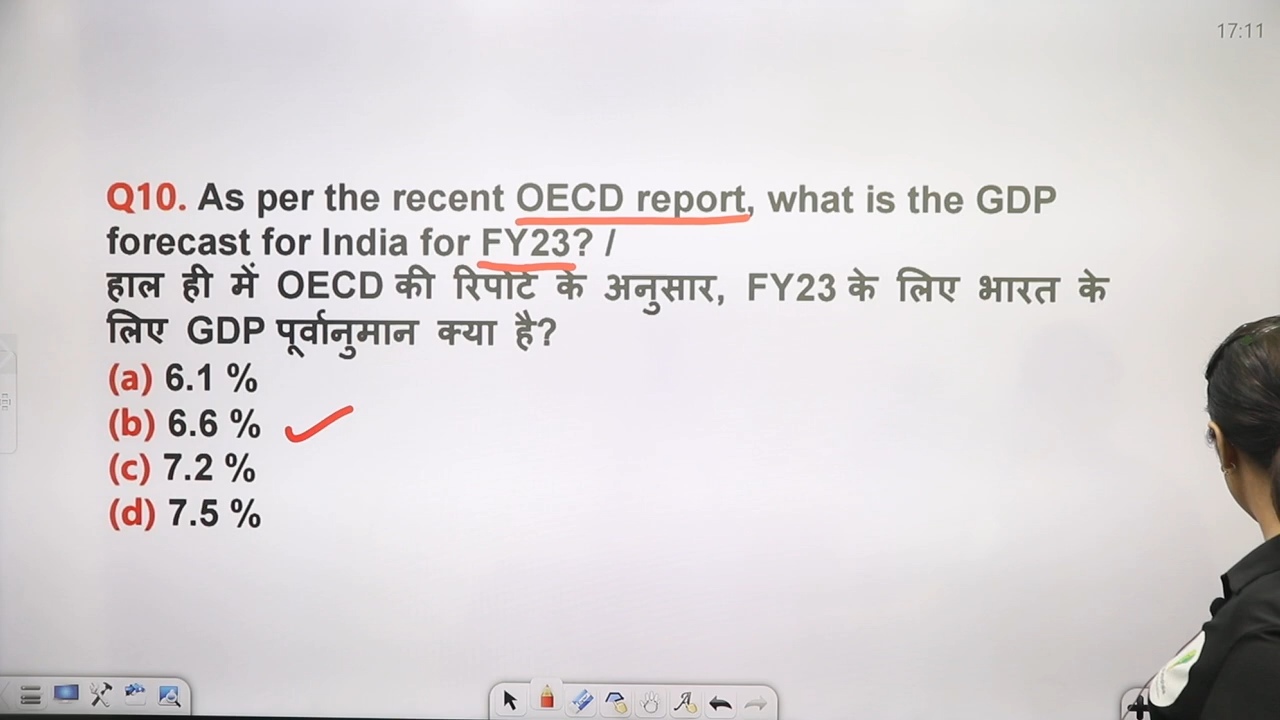 17:11
Q10. As per the recent OECD report, what is the GDP
forecast for India for FY23? /
हाल ही में OECD की रिपोर्ट के अनुसार, FY23 के लिए भारत के
लिए GDP पूर्वानुमान क्या है?
(a) 6.1 %
(b) 6.6 %
(c) 7.2 %
(d) 7.5 %